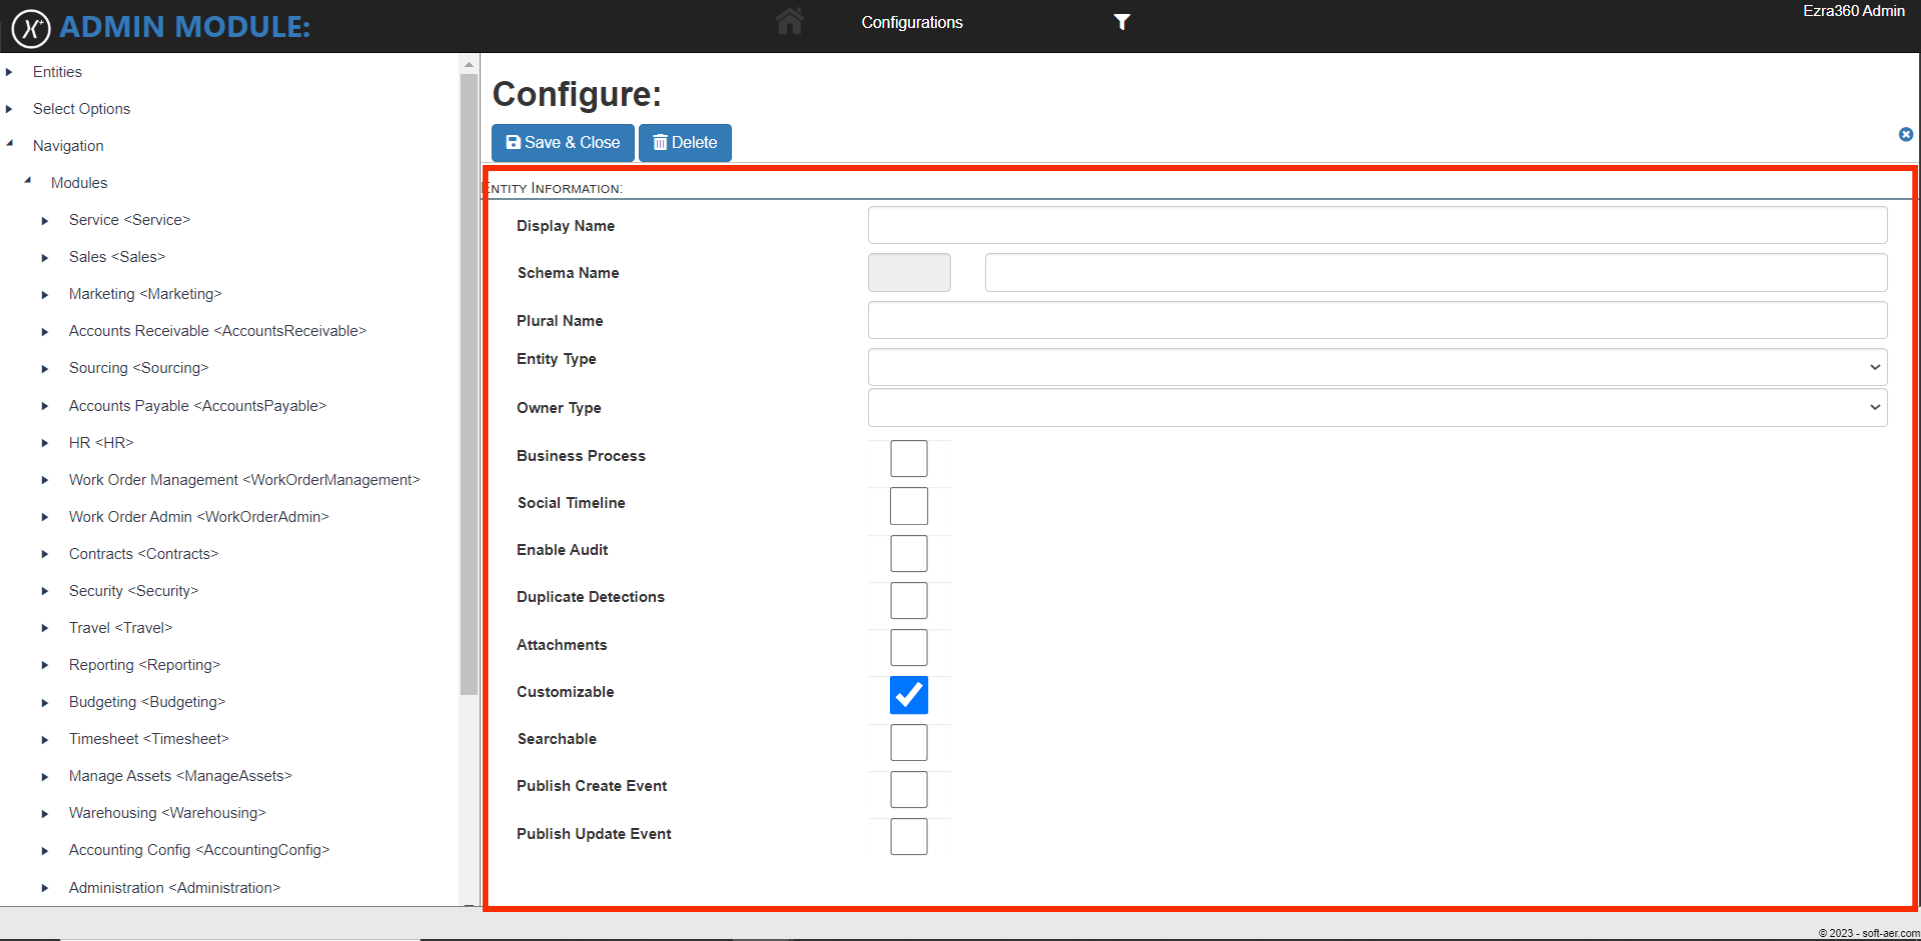 X+ ADMIN MODULE:
Configurations
Ezra360 Admin
Entities
Select Options
Navigation
Modules
Service <Service>
Sales <Sales>
Marketing <Marketing>
Accounts Receivable <AccountsReceivable>
Sourcing <Sourcing>
Accounts Payable <AccountsPayable>
HR <HR>
Work Order Management <WorkOrderManagement>
Work Order Admin <WorkOrderAdmin>
Contracts <Contracts>
Security <Security>
Travel <Travel>
Reporting <Reporting>
Budgeting <Budgeting>
Timesheet <Timesheet>
Manage Assets <ManageAssets>
Warehousing <Warehousing>
Accounting Config <AccountingConfig>
Administration <Administration>
Configure:
Save & Close
Delete
Entity Information:
Display Name
Schema Name
Plural Name
Entity Type
Owner Type
Business Process
Social Timeline
Enable Audit
Duplicate Detections
Attachments
Customizable
Searchable
Publish Create Event
Publish Update Event
© 2023 - soft-aer.com